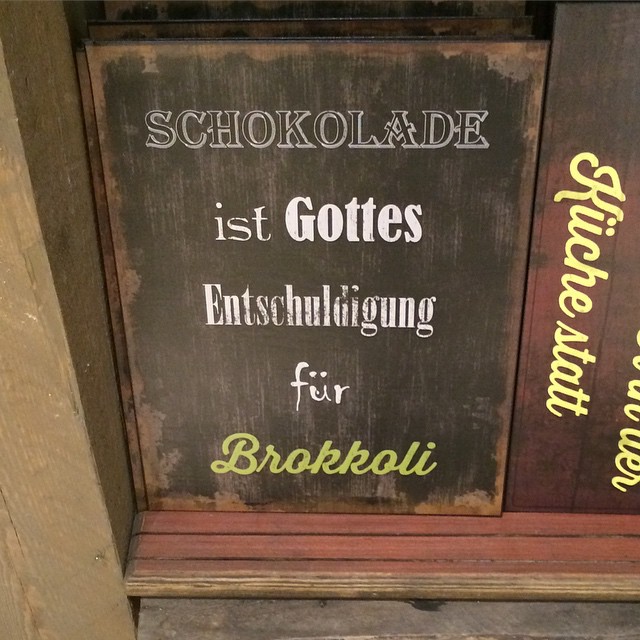 SCHOKOLADE
ist Gottes
Entschuldigung
für
Brokkoli
Küche statt